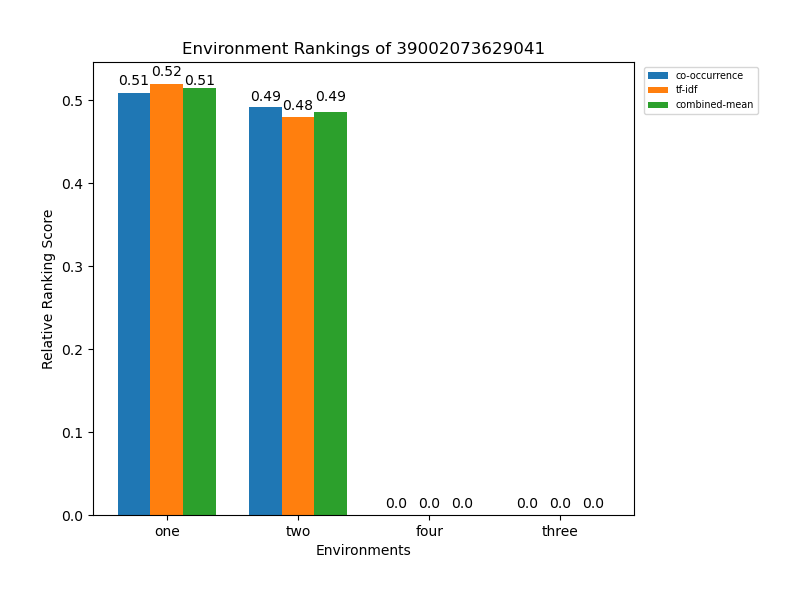 Environment Rankings of 39002073629041
co-occurrence
tf-idf
combined-mean
0.51 0.52 0.51 0.49 0.48 0.49 0.0 0.0 0.0 0.0 0.0 0.0
Relative Ranking Score
0.5
0.4
0.3
0.2
0.1
0.0
one two four three
Environments